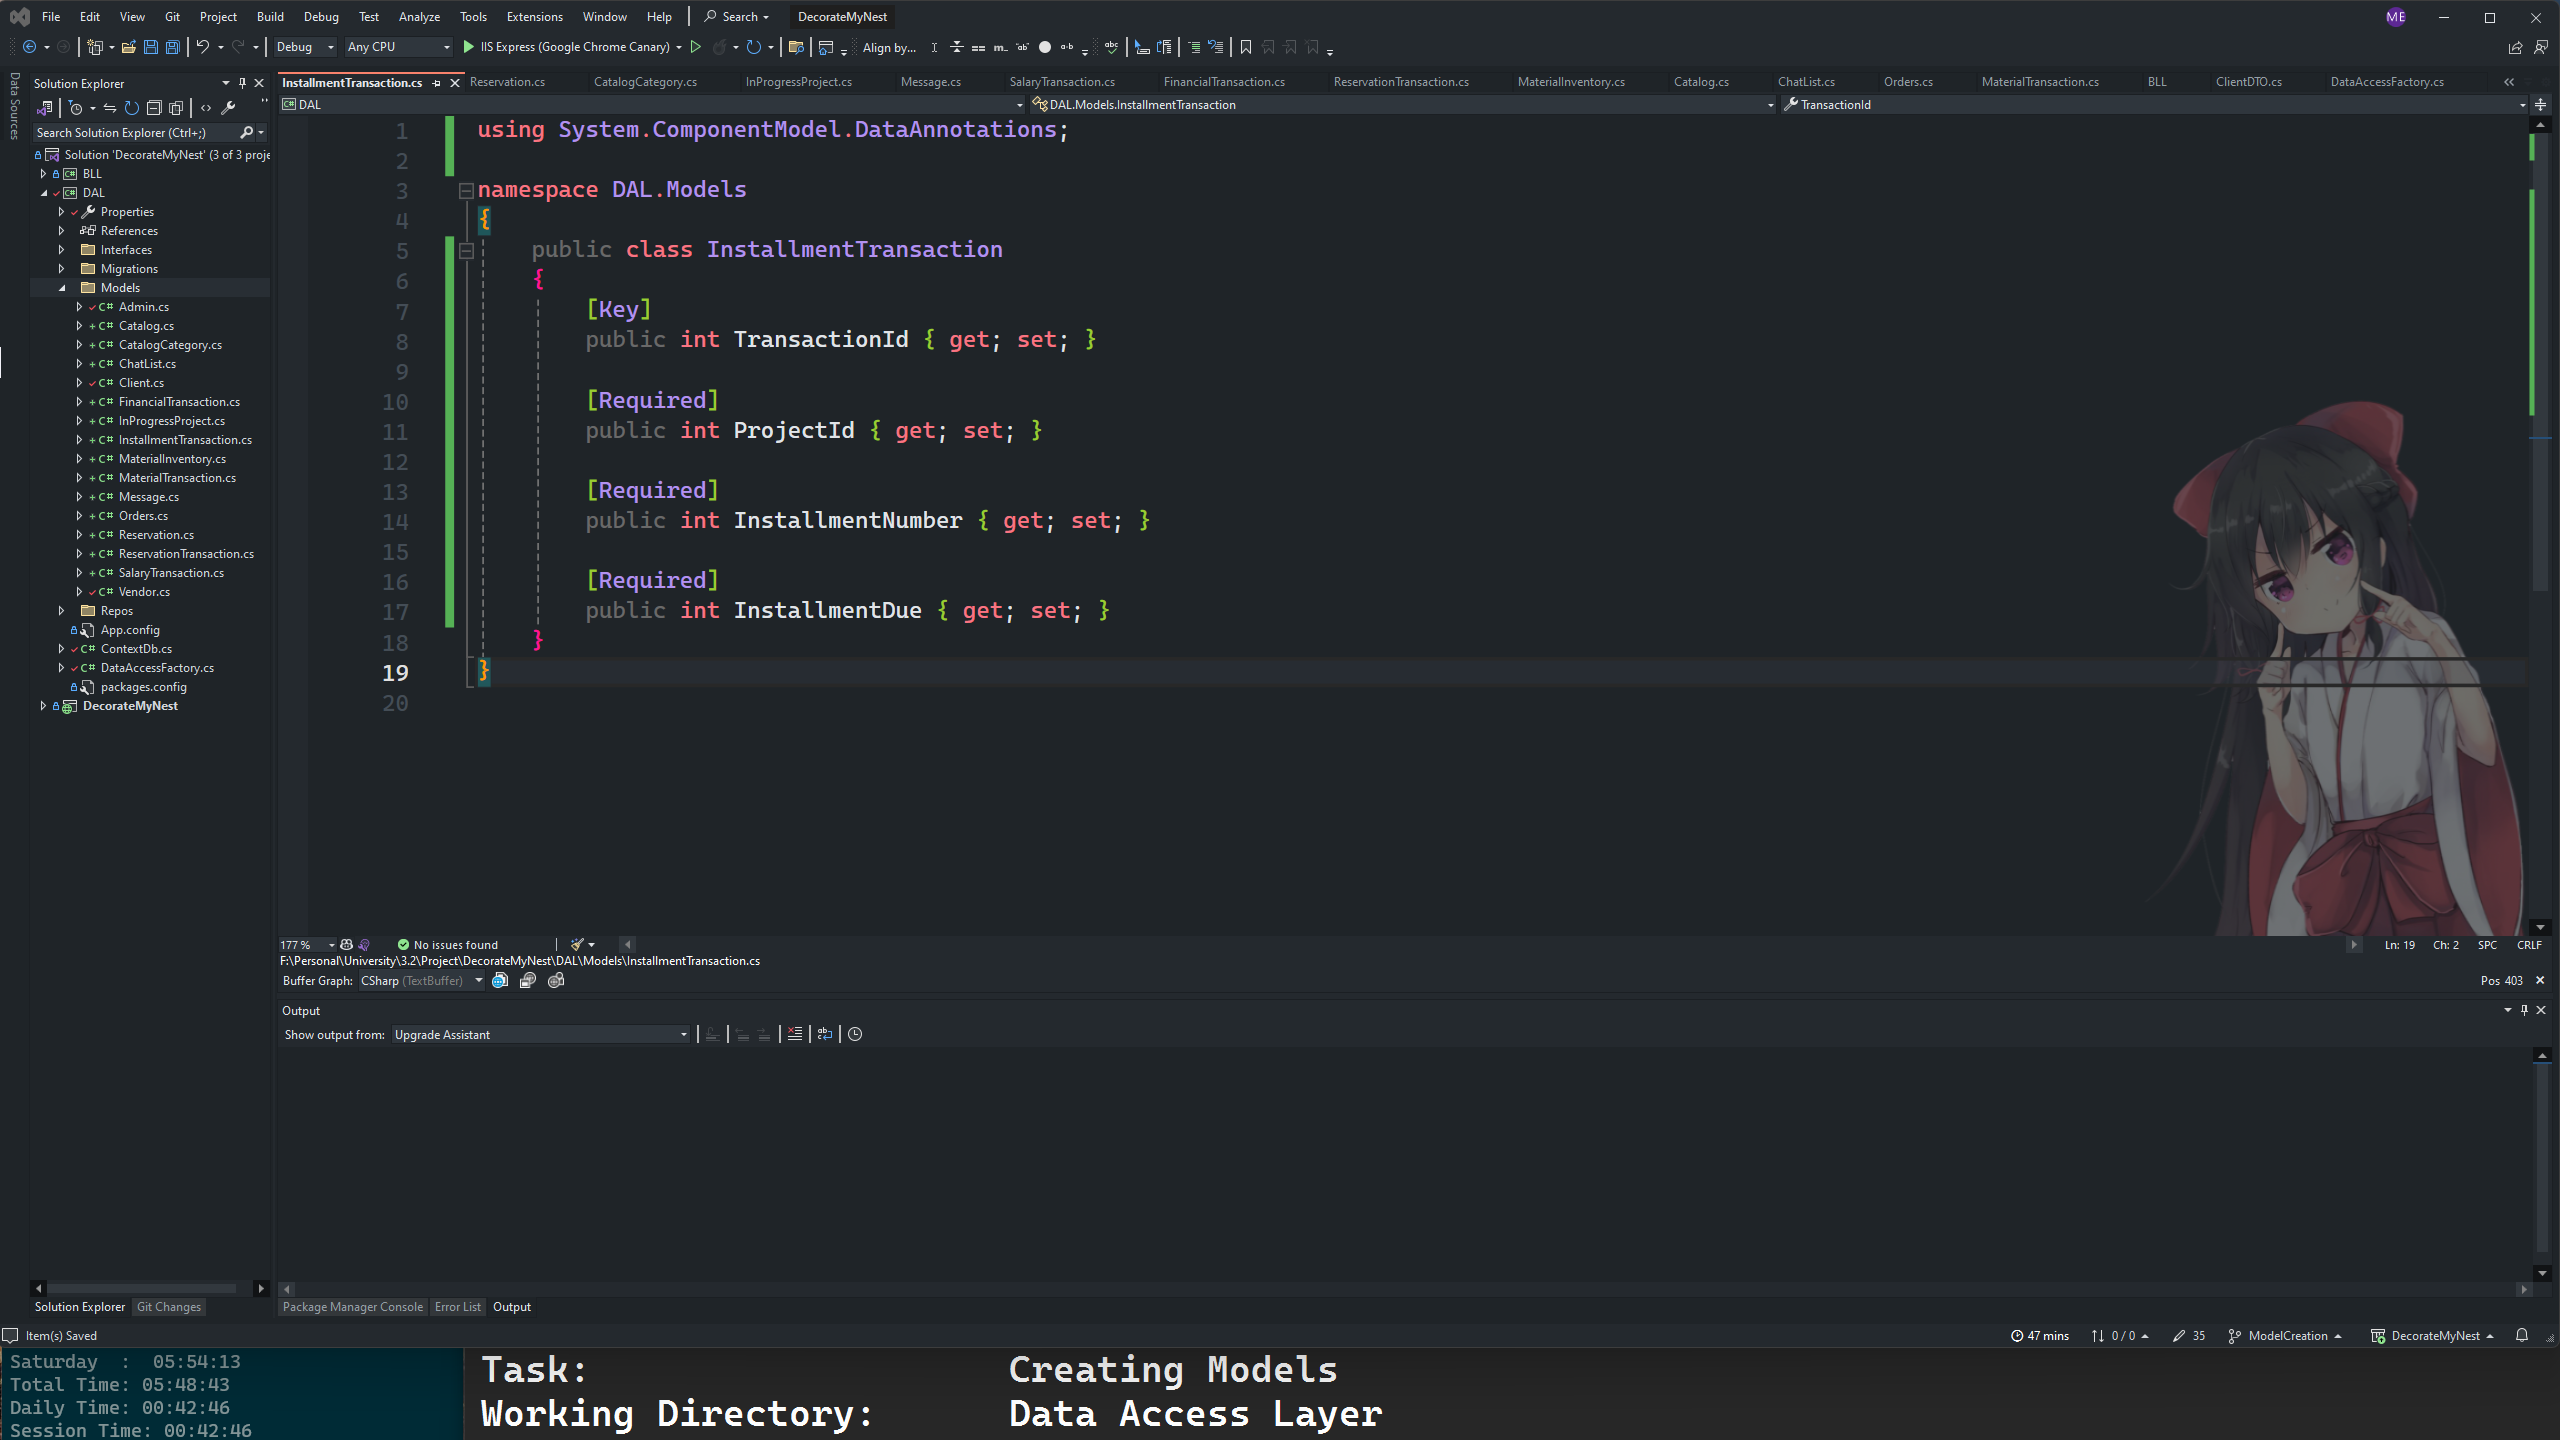 File Edit View Git Project Build Debug Test Analyze Tools Extensions Window Help Search DecorateMyNest ME
Debug Any CPU IIS Express (Google Chrome Canary) Align by...
Data Sources
Solution Explorer
Search Solution Explorer (Ctrl+;)
Solution 'DecorateMyNest' (3 of 3 proje
BLL
DAL
Properties
References
Interfaces
Migrations
Models
C# Admin.cs
C# Catalog.cs
C# CatalogCategory.cs
C# ChatList.cs
C# Client.cs
C# FinancialTransaction.cs
C# InProgressProject.cs
C# InstallmentTransaction.cs
C# MaterialInventory.cs
C# MaterialTransaction.cs
C# Message.cs
C# Orders.cs
C# Reservation.cs
C# ReservationTransaction.cs
C# SalaryTransaction.cs
C# Vendor.cs
Repos
App.config
C# ContextDb.cs
C# DataAccessFactory.cs
packages.config
DecorateMyNest
Solution Explorer Git Changes
InstallmentTransaction.cs Reservation.cs CatalogCategory.cs InProgressProject.cs Message.cs SalaryTransaction.cs FinancialTransaction.cs ReservationTransaction.cs MaterialInventory.cs Catalog.cs ChatList.cs Orders.cs MaterialTransaction.cs BLL ClientDTO.cs DataAccessFactory.cs
DAL DAL.Models.InstallmentTransaction TransactionId
1 using System.ComponentModel.DataAnnotations;
2
3 namespace DAL.Models
4 {
5 public class InstallmentTransaction
6 {
7 [Key]
8 public int TransactionId { get; set; }
9
10 [Required]
11 public int ProjectId { get; set; }
12
13 [Required]
14 public int InstallmentNumber { get; set; }
15
16 [Required]
17 public int InstallmentDue { get; set; }
18 }
19 }
20
177 % No issues found Ln: 19 Ch: 2 SPC CRLF
F:\Personal\University\3.2\Project\DecorateMyNest\DAL\Models\InstallmentTransaction.cs
Buffer Graph: CSharp (TextBuffer) Pos 403
Output
Show output from: Upgrade Assistant
Package Manager Console Error List Output
Item(s) Saved 47 mins 0 / 0 35 ModelCreation DecorateMyNest
Saturday : 05:54:13
Total Time: 05:48:43
Daily Time: 00:42:46
Session Time: 00:42:46
Task: Creating Models
Working Directory: Data Access Layer